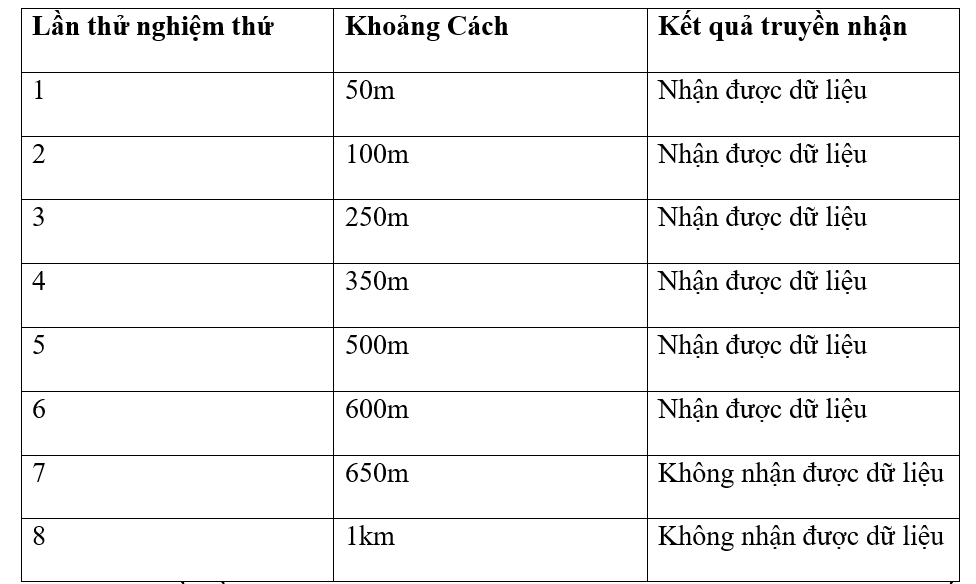 Lần thử nghiệm thứ Khoảng Cách Kết quả truyền nhận
1 50m Nhận được dữ liệu
2 100m Nhận được dữ liệu
3 250m Nhận được dữ liệu
4 350m Nhận được dữ liệu
5 500m Nhận được dữ liệu
6 600m Nhận được dữ liệu
7 650m Không nhận được dữ liệu
8 1km Không nhận được dữ liệu